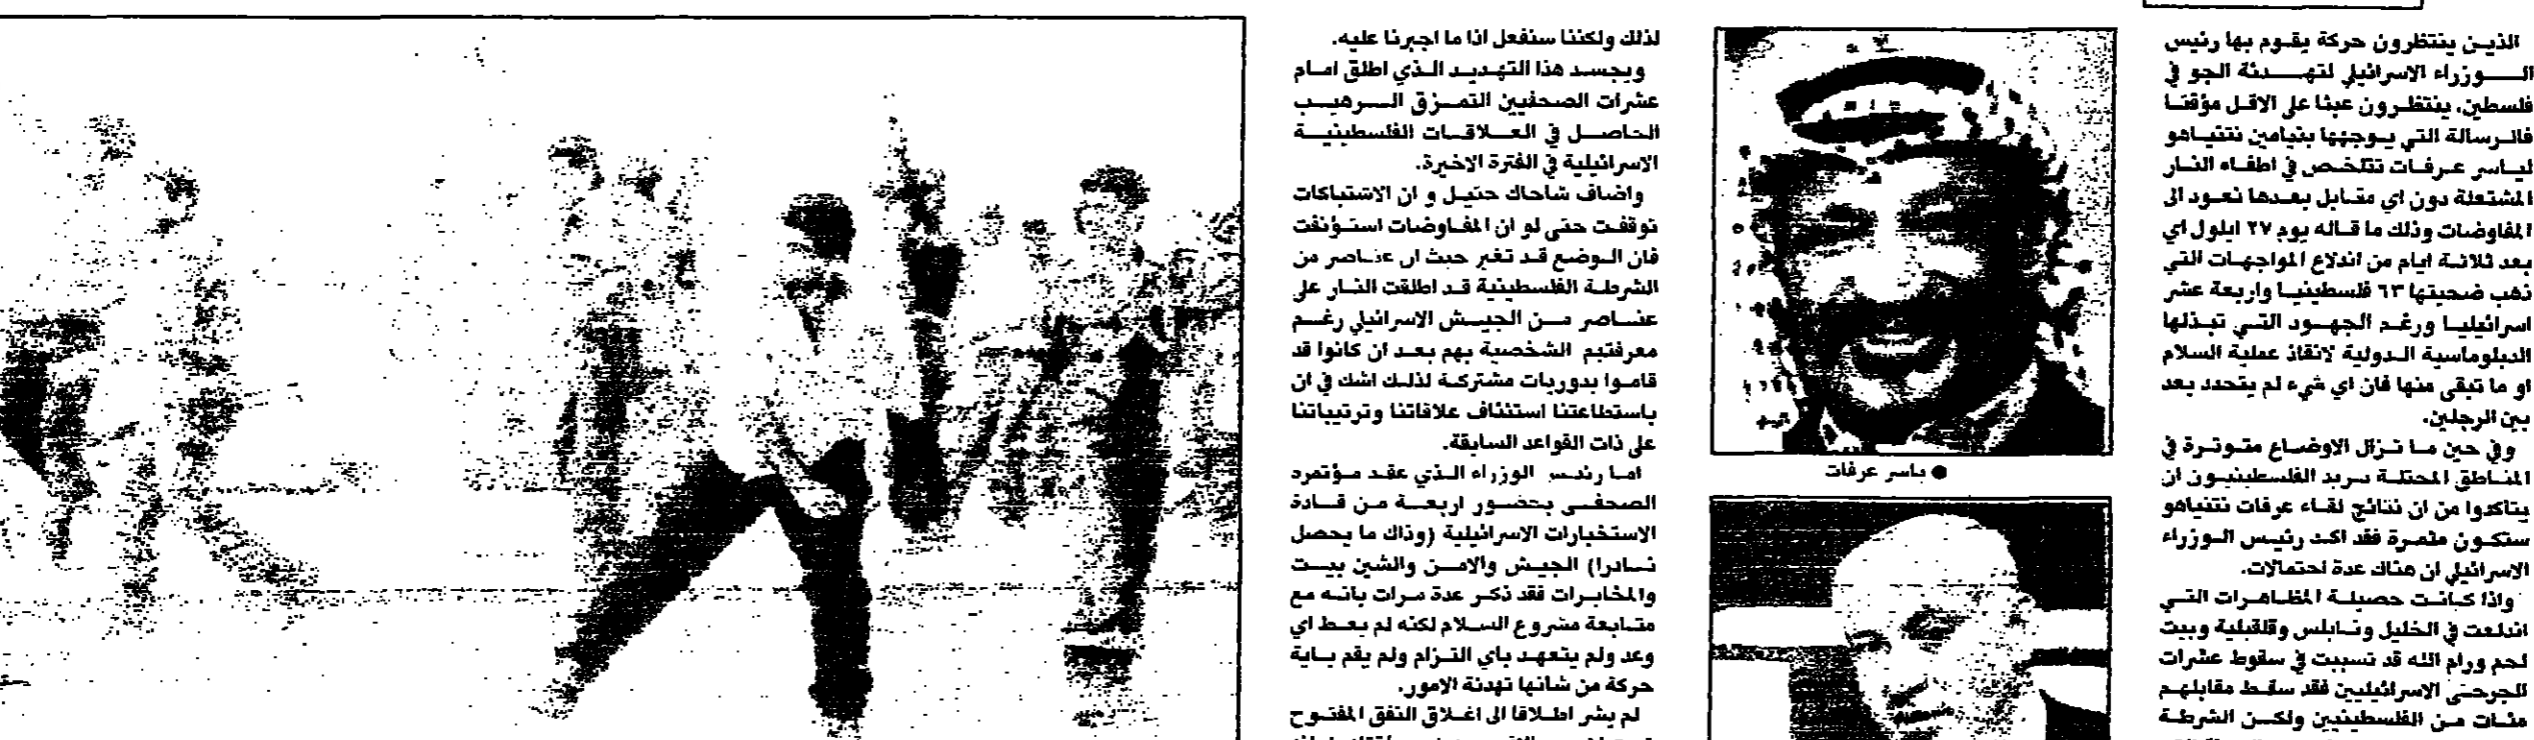 الذين ينتظرون حركة يقوم بها رئيس
الوزراء الاسرائيلي لتهدئة الجو في
فلسطين، ينتظرون عبثا على الاقل مؤقتا
فالرسالة التي يوجهها بنيامين نتنياهو
لياسر عرفات تتلخص في اطفاء النار
المشتعلة دون اي مقابل بعدها نعود الى
المفاوضات وذلك ما قاله يوم ٢٧ ايلول اي
بعد ثلاثة ايام من اندلاع المواجهات التي
ذهب ضحيتها ٦٣ فلسطينيا واربعة عشر
اسرائيليا ورغم الجهود التي تبذلها
الدبلوماسية الدولية لانقاذ عملية السلام
او ما تبقى منها فان اي شيء لم يتحدد بعد
بين الرجلين.
وفي حين ما تزال الاوضاع متوترة في
المناطق المحتلة يريد الفلسطينيون ان
يتاكدوا من ان نتائج لقاء عرفات نتنياهو
ستكون مثمرة فقد اكد رئيس الوزراء
الاسرائيلي ان هناك عدة احتمالات.
واذا كانت حصيلة المظاهرات التي
اندلعت في الخليل ونابلس وقلقيلية وبيت
لحم ورام الله قد تسببت في سقوط عشرات
الجرحى الاسرائيليين فقد سقط مقابلهم
مئات من الفلسطينيين ولكن الشرطة
● ياسر عرفات
لذلك ولكننا سنفعل اذا ما اجبرنا عليه.
ويجسد هذا التهديد الذي اطلق امام
عشرات الصحفيين التمزق الرهيب
الحاصل في العلاقات الفلسطينية
الاسرائيلية في الفترة الاخيرة.
واضاف شاحاك حتيل و ان الاشتباكات
توقفت حتى لو ان المفاوضات استؤنفت
فان الوضع قد تغير حيث ان عناصر من
الشرطة الفلسطينية قد اطلقت النار على
عناصر من الجيش الاسرائيلي رغم
معرفتهم الشخصية بهم بعد ان كانوا قد
قاموا بدوريات مشتركة لذلك اشك في ان
باستطاعتنا استئناف علاقاتنا وترتيباتنا
على ذات القواعد السابقة.
اما رئيس الوزراء الذي عقد مؤتمره
الصحفي بحضور اربعة من قادة
الاستخبارات الاسرائيلية (وذاك ما يحصل
نادرا) الجيش والامن والشين بيت
والمخابرات فقد ذكر عدة مرات بانه مع
متابعة مشروع السلام لكنه لم يعط اي
وعد ولم يتعهد باي التزام ولم يقم باية
حركة من شانها تهدئة الامور.
لم يشر اطلاقا الى اغلاق النفق المفتوح